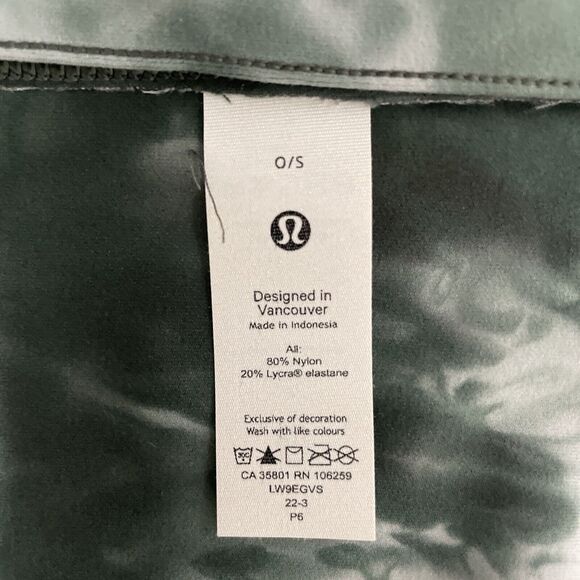 O/S
Designed in
Vancouver
Made in Indonesia
All:
80% Nylon
20% Lycra® elastane
Exclusive of decoration
Wash with like colours
30C
CA 35801 RN 106259
LW9EGVS
22-3
P6